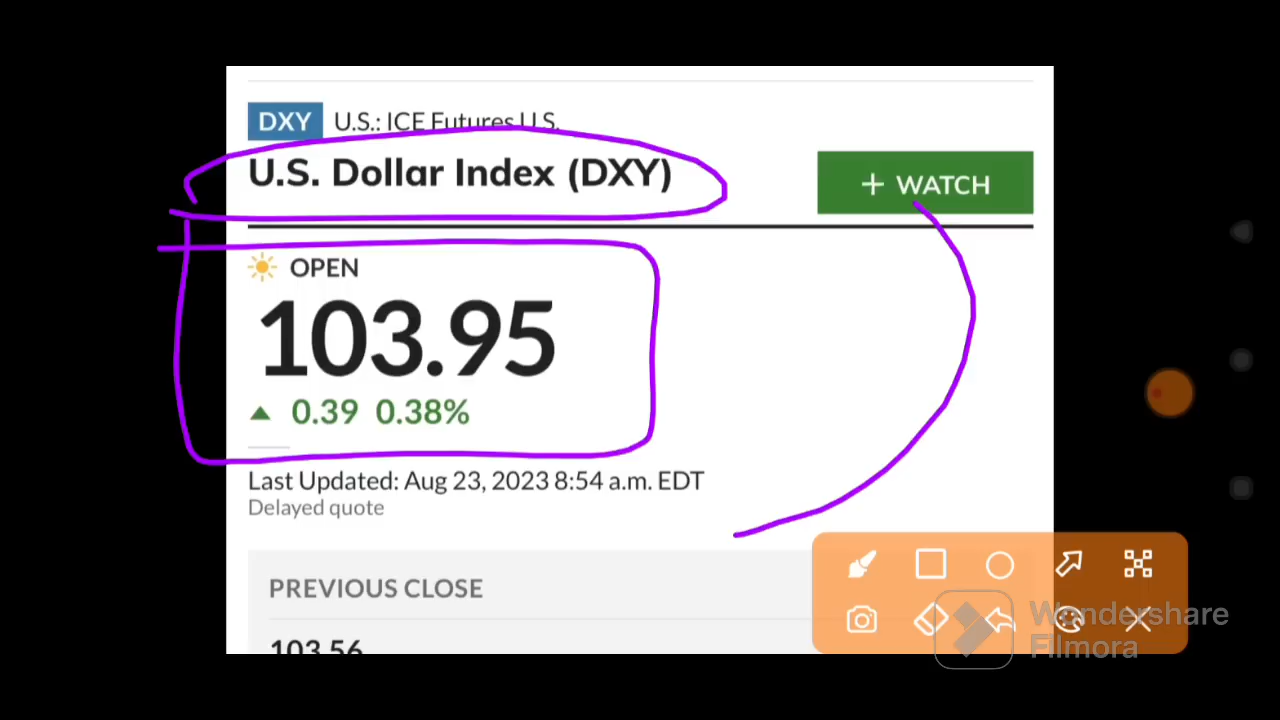 DXY U.S.: ICE Futures U.S.
U.S. Dollar Index (DXY)
+ WATCH
OPEN
103.95
0.39 0.38%
Last Updated: Aug 23, 2023 8:54 a.m. EDT
Delayed quote
PREVIOUS CLOSE
103.56
Wondershare
Filmora